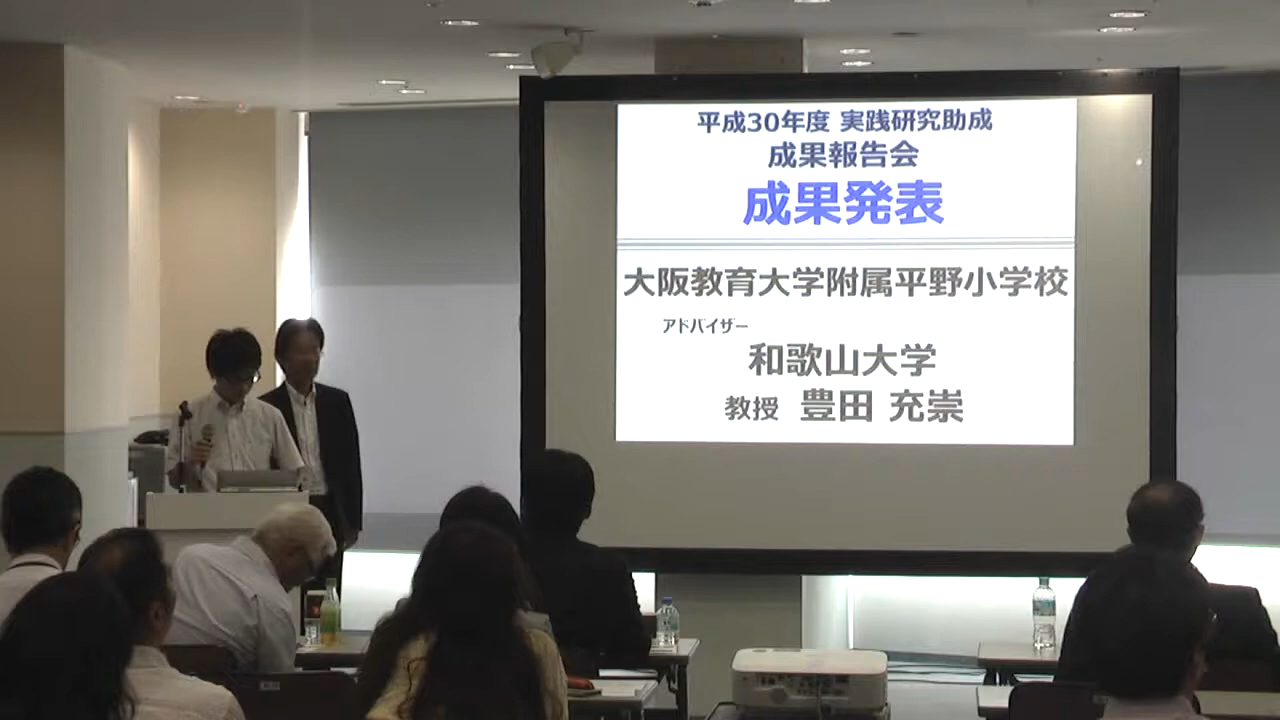 平成30年度 実践研究助成
成果報告会
成果発表
大阪教育大学附属平野小学校
アドバイザー
和歌山大学
教授 豊田 充崇